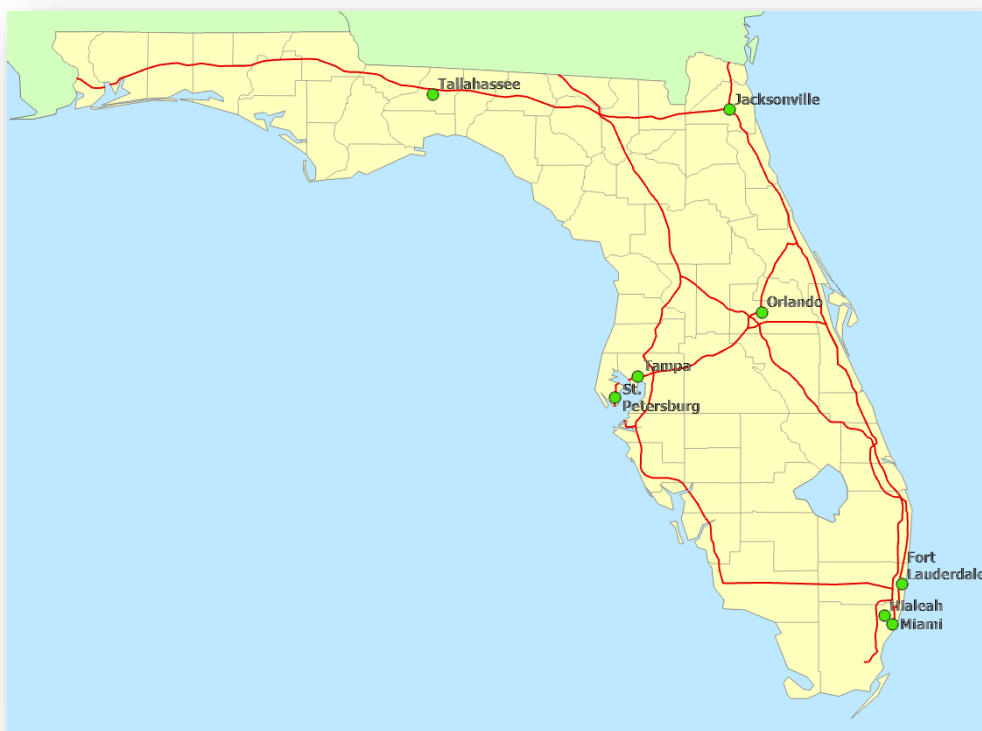 Tallahassee
Jacksonville
Orlando
Tampa
St.
Petersburg
Fort
Lauderdale
Hialeah
Miami